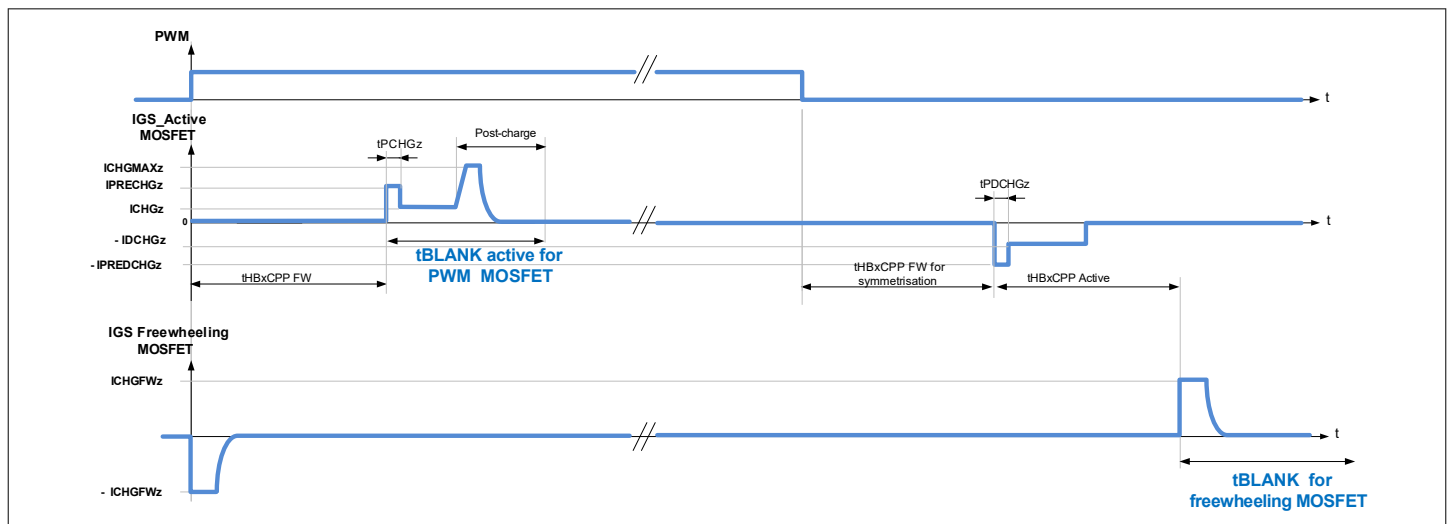 PWM
t
IGS_Active
MOSFET
tPCHGz
Post-charge
ICHGMAXz
IPRECHGz
ICHGz
0
t
tPDCHGz
- IDCHGz
- IPREDCHGz
tBLANK active for
PWM MOSFET
tHBxCPP FW
tHBxCPP FW for
symmetrisation
tHBxCPP Active
IGS Freewheeling
MOSFET
ICHGFWz
t
- ICHGFWz
tBLANK for
freewheeling MOSFET